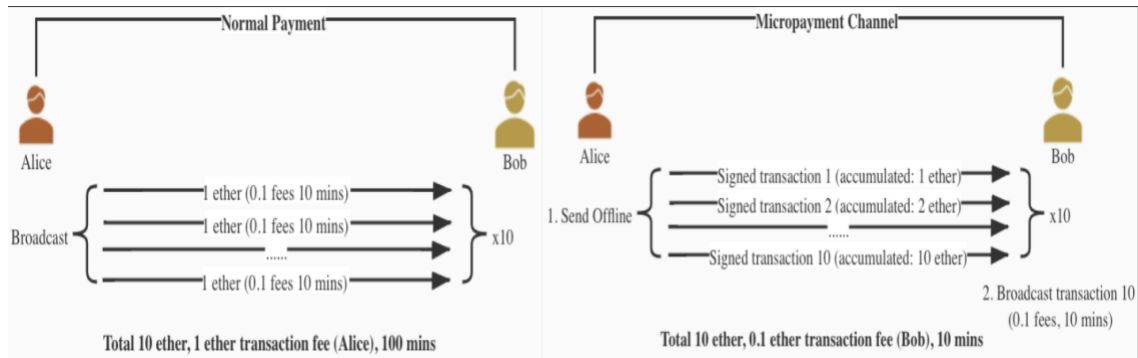 Normal Payment
Alice
Bob
Broadcast
1 ether (0.1 fees 10 mins)
1 ether (0.1 fees 10 mins)
......
1 ether (0.1 fees 10 mins)
x10
Total 10 ether, 1 ether transaction fee (Alice), 100 mins
Micropayment Channel
Alice
Bob
1. Send Offline
Signed transaction 1 (accumulated: 1 ether)
Signed transaction 2 (accumulated: 2 ether)
......
Signed transaction 10 (accumulated: 10 ether)
x10
2. Broadcast transaction 10
(0.1 fees, 10 mins)
Total 10 ether, 0.1 ether transaction fee (Bob), 10 mins